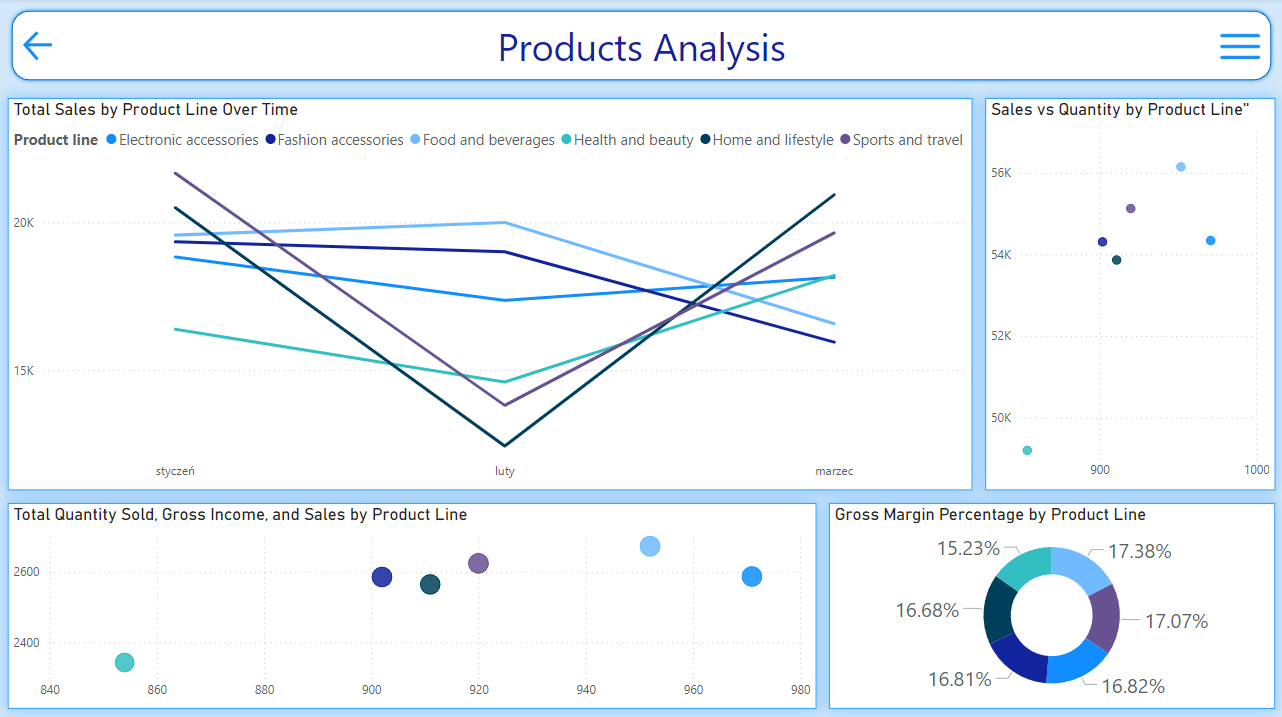 Products Analysis
Total Sales by Product Line Over Time
Product line Electronic accessories Fashion accessories Food and beverages Health and beauty Home and lifestyle Sports and travel
20K
15K
styczeń luty marzec
Sales vs Quantity by Product Line"
56K
54K
52K
50K
900 1000
Total Quantity Sold, Gross Income, and Sales by Product Line
2600
2400
840 860 880 900 920 940 960 980
Gross Margin Percentage by Product Line
15.23% 17.38%
16.68% 17.07%
16.81% 16.82%